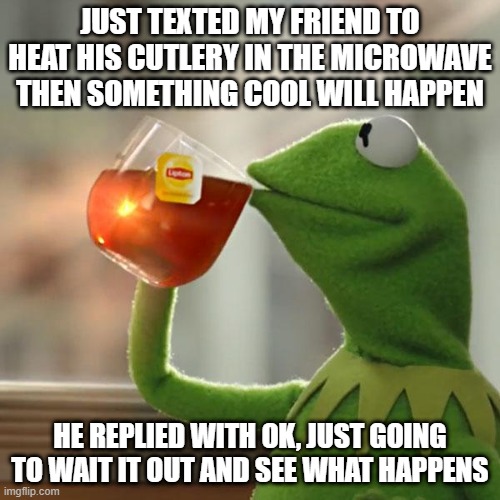 JUST TEXTED MY FRIEND TO
HEAT HIS CUTLERY IN THE MICROWAVE
THEN SOMETHING COOL WILL HAPPEN
Lipton
HE REPLIED WITH OK, JUST GOING
TO WAIT IT OUT AND SEE WHAT HAPPENS
imgflip.com